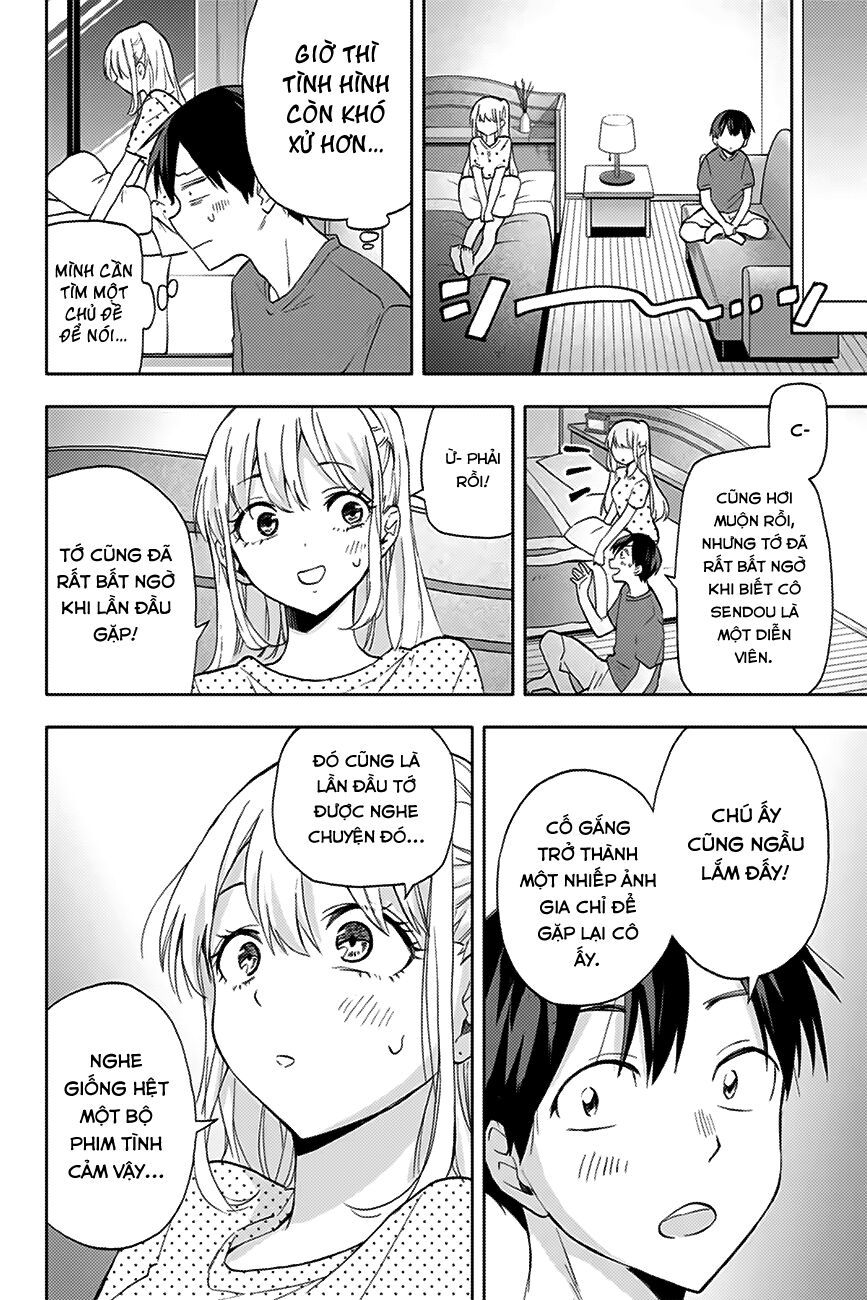 シ
ン
GIỜ THÌ
TÌNH HÌNH
CÒN KHÓ
XỬ HƠN...
MÌNH CẦN
TÌM MỘT
CHỦ ĐỀ
ĐỂ NÓI...
C-
CŨNG HƠI
MUỘN RỒI,
NHƯNG TỚ ĐÃ
RẤT BẤT NGỜ
KHI BIẾT CÔ
SENDOU LÀ
MỘT DIỄN
VIÊN.
Ừ- PHẢI
RỒI!
TỚ CŨNG ĐÃ
RẤT BẤT NGỜ
KHI LẦN ĐẦU
GẶP!
CHÚ ẤY
CŨNG NGẦU
LẮM ĐẤY!
CỐ GẮNG
TRỞ THÀNH
MỘT NHIẾP ẢNH
GIA CHỈ ĐỂ
GẶP LẠI CÔ
ẤY.
ĐÓ CŨNG LÀ
LẦN ĐẦU TỚ
ĐƯỢC NGHE
CHUYỆN ĐÓ...
NGHE
GIỐNG HỆT
MỘT BỘ
PHIM TÌNH
CẢM VẬY...